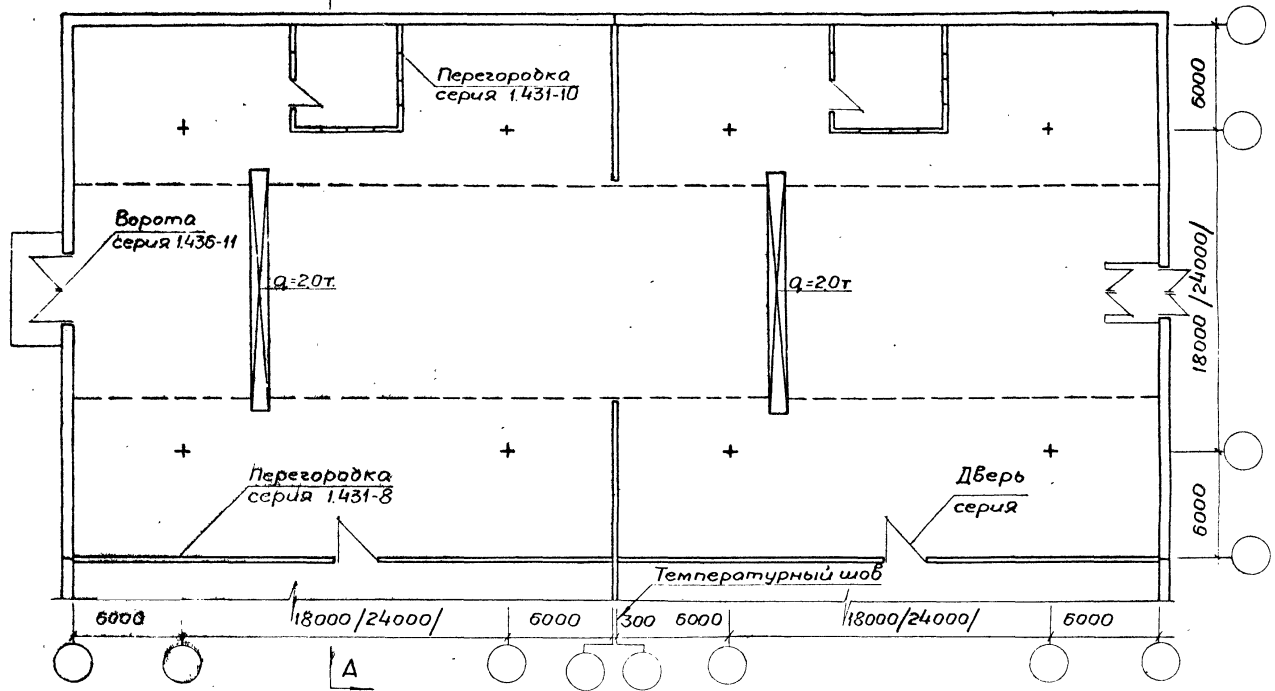 Перегородка
серия 1.431-10
6000
Ворота
серия 1.436-11
q=2.0т.
q=2.0т
18000 /24000/
Перегородка
серия 1.431-8
Дверь
серия
6000
Температурный шов
6000
18000/24000/
6000
300
6000
18000/24000/
6000
А